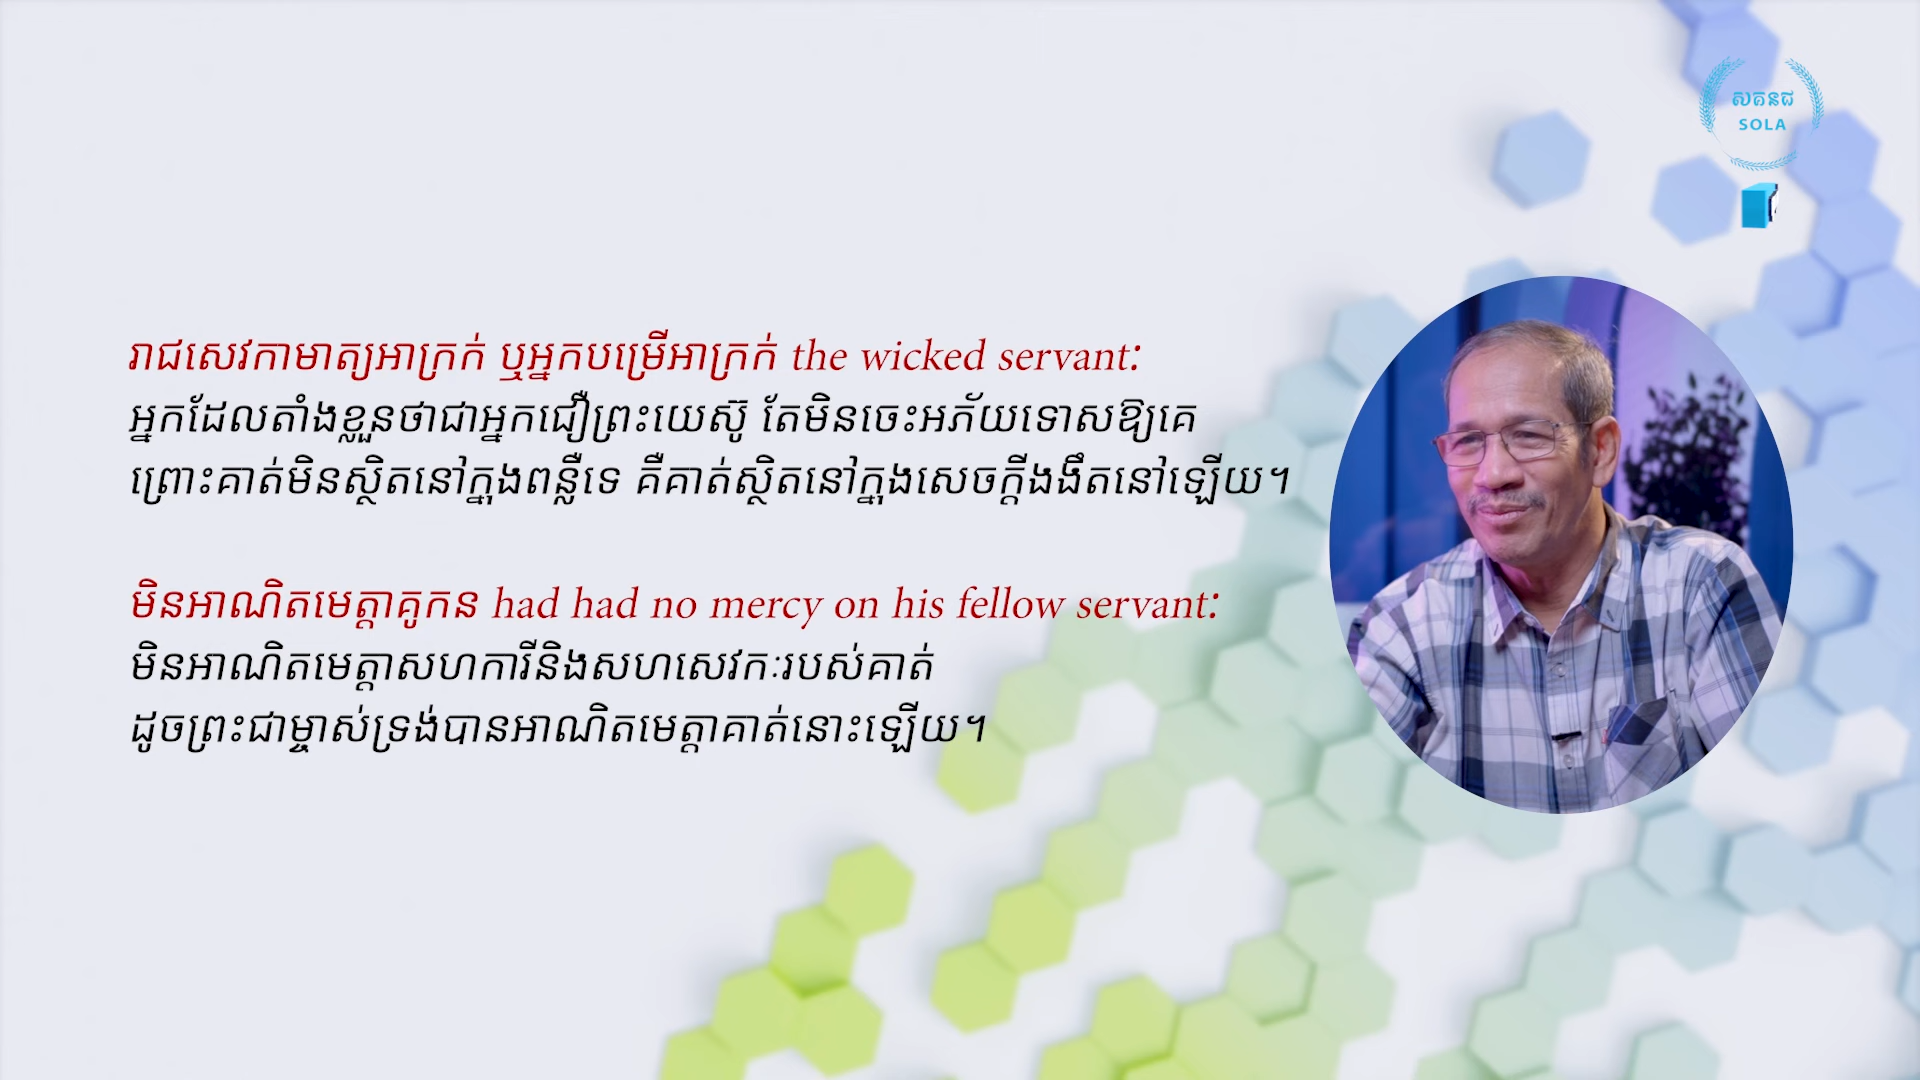 សគនជ
SOLA
រាជសេវកាមាត្យអាក្រក់ ឬអ្នកបម្រើអាក្រក់ the wicked servant:
អ្នកដែលតាំងខ្លួនថាជាអ្នកជឿព្រះយេស៊ូ តែមិនចេះអភ័យទោសឱ្យគេ
ព្រោះគាត់មិនស្ថិតនៅក្នុងពន្លឺទេ គឺគាត់ស្ថិតនៅក្នុងសេចក្ដីងងឹតនៅឡើយ។
មិនអាណិតមេត្តាគូកន had had no mercy on his fellow servant:
មិនអាណិតមេត្តាសហការីនិងសហសេវកៈរបស់គាត់
ដូចព្រះជាម្ចាស់ទ្រង់បានអាណិតមេត្តាគាត់នោះឡើយ។